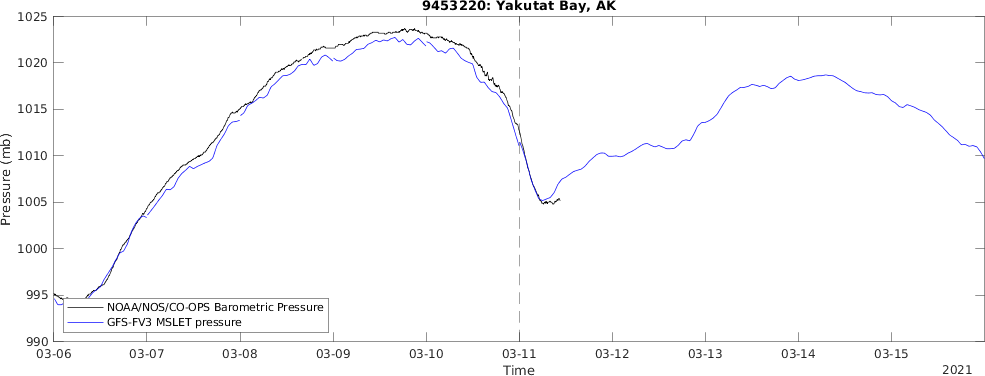 9453220: Yakutat Bay, AK
Pressure (mb)
1025
1020
1015
1010
1005
1000
995
990
NOAA/NOS/CO-OPS Barometric Pressure
GFS-FV3 MSLET pressure
03-06 03-07 03-08 03-09 03-10 03-11 03-12 03-13 03-14 03-15
Time
2021